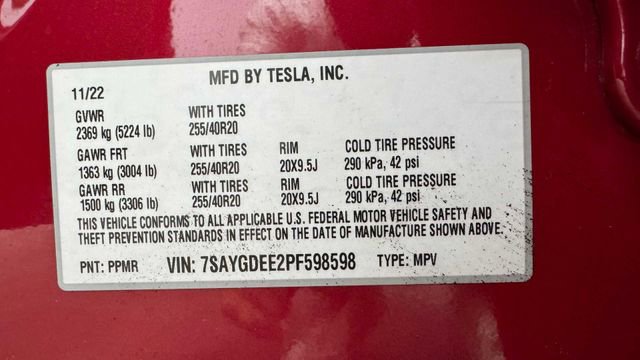 MFD BY TESLA, INC.
11/22
GVWR WITH TIRES
2369 kg (5224 lb) 255/40R20
GAWR FRT WITH TIRES RIM COLD TIRE PRESSURE
1363 kg (3004 lb) 255/40R20 20X9.5J 290 kPa, 42 psi
GAWR RR WITH TIRES RIM COLD TIRE PRESSURE
1500 kg (3306 lb) 255/40R20 20X9.5J 290 kPa, 42 psi
THIS VEHICLE CONFORMS TO ALL APPLICABLE U.S. FEDERAL MOTOR VEHICLE SAFETY AND
THEFT PREVENTION STANDARDS IN EFFECT ON THE DATE OF MANUFACTURE SHOWN ABOVE.
PNT: PPMR VIN: 7SAYGDEE2PF598598 TYPE: MPV